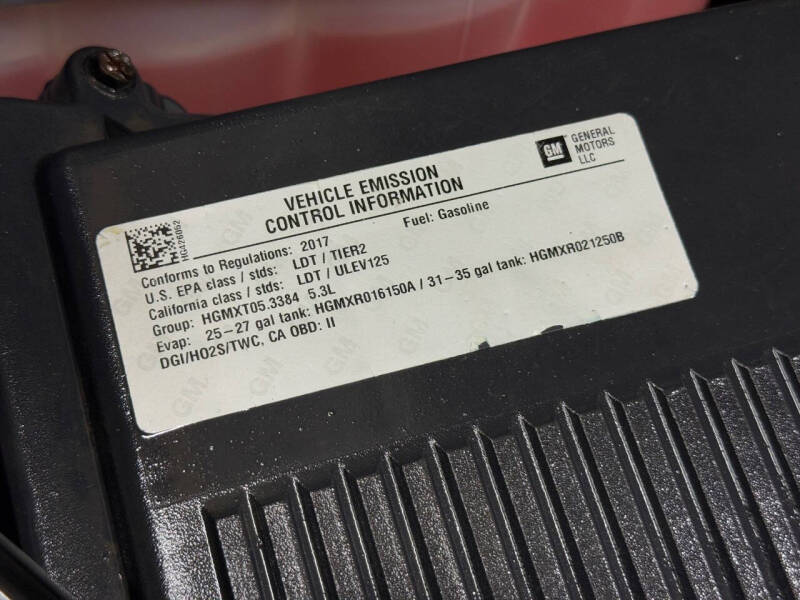 VEHICLE EMISSION
CONTROL INFORMATION
GM
GENERAL
MOTORS
LLC
HGA26062
Conforms to Regulations: 2017 Fuel: Gasoline
U.S. EPA class / stds: LDT / TIER2
California class / stds: LDT / ULEV125
Group: HGMXT05.3384 5.3L
Evap: 25-27 gal tank: HGMXR016150A / 31-35 gal tank: HGMXR021250B
DGI/HO2S/TWC, CA OBD: II